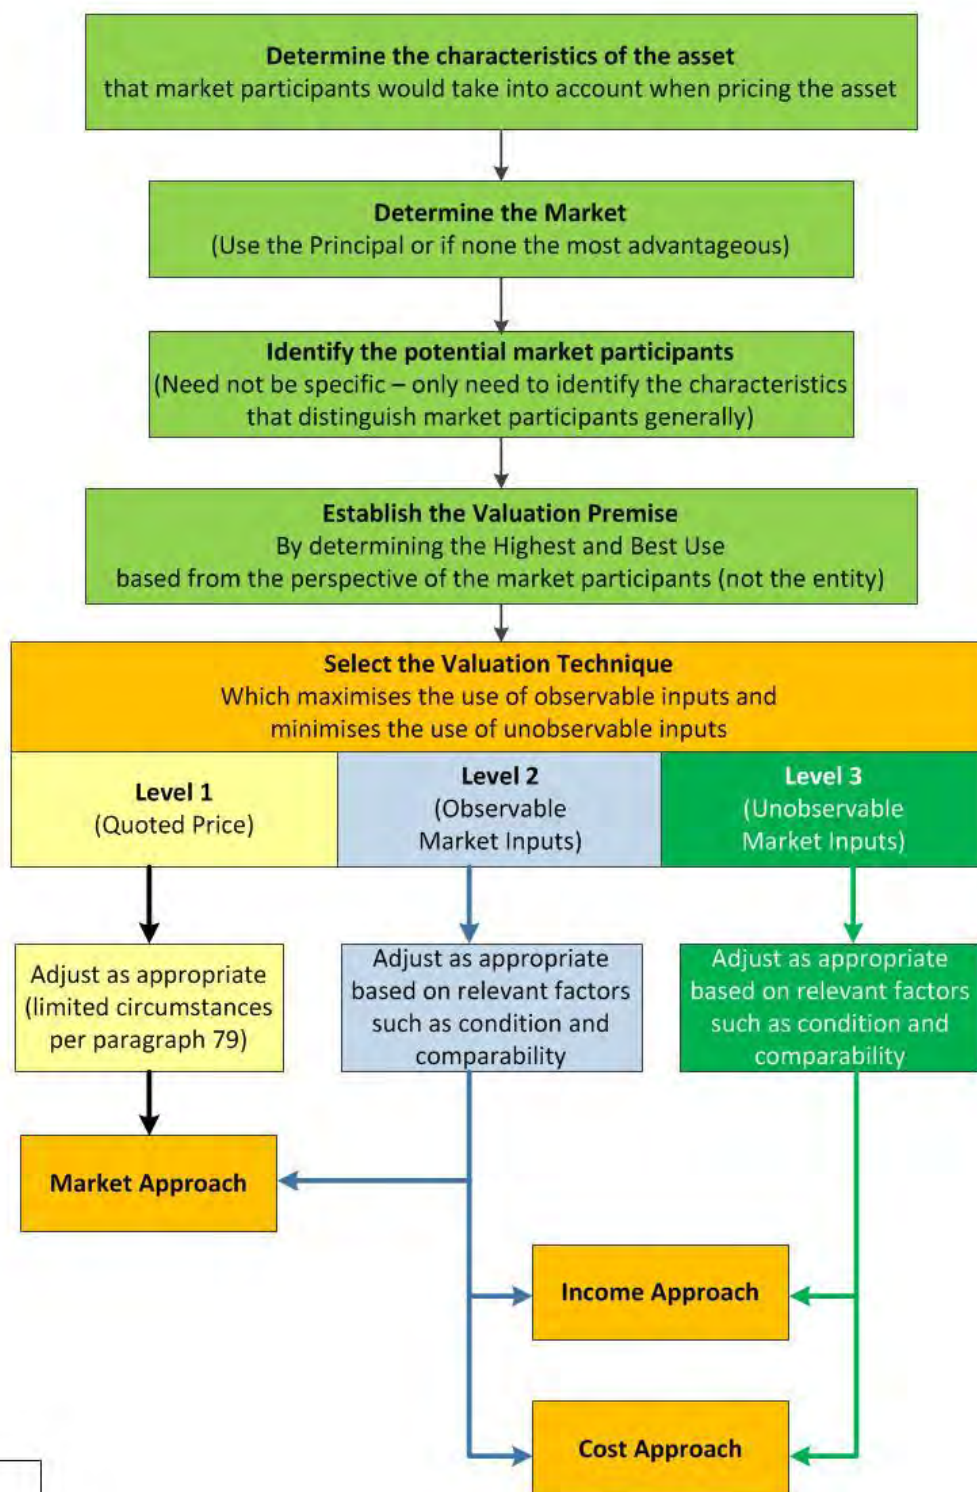 Determine the characteristics of the asset
that market participants would take into account when pricing the asset
Determine the Market
(Use the Principal or if none the most advantageous)
Identify the potential market participants
(Need not be specific – only need to identify the characteristics
that distinguish market participants generally)
Establish the Valuation Premise
By determining the Highest and Best Use
based from the perspective of the market participants (not the entity)
Select the Valuation Technique
Which maximises the use of observable inputs and
minimises the use of unobservable inputs
Level 1
(Quoted Price)
Level 2
(Observable
Market Inputs)
Level 3
(Unobservable
Market Inputs)
Adjust as appropriate
(limited circumstances
per paragraph 79)
Adjust as appropriate
based on relevant factors
such as condition and
comparability
Adjust as appropriate
based on relevant factors
such as condition and
comparability
Market Approach
Income Approach
Cost Approach